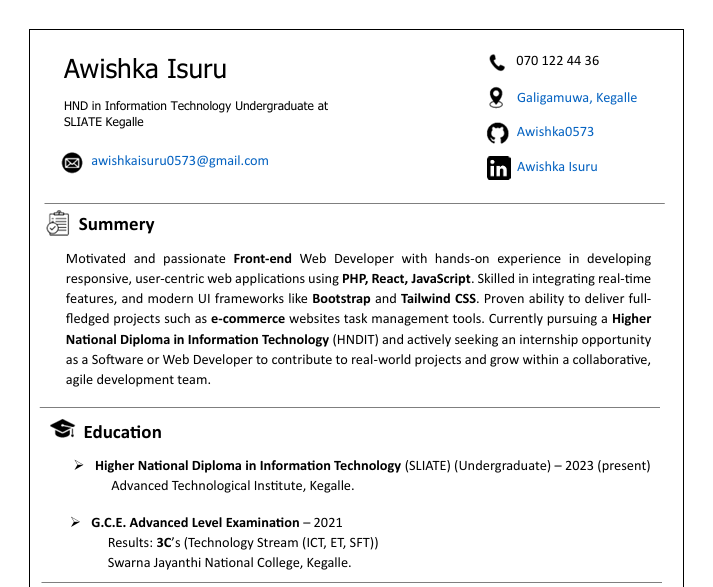 Awishka Isuru
HND in Information Technology Undergraduate at
SLIATE Kegalle
awishkaisuru0573@gmail.com
070 122 44 36
Galigamuwa, Kegalle
Awishka0573
in
Awishka Isuru
Summery
Motivated and passionate Front-end Web Developer with hands-on experience in developing
responsive, user-centric web applications using PHP, React, JavaScript. Skilled in integrating real-time
features, and modern UI frameworks like Bootstrap and Tailwind CSS. Proven ability to deliver full-
fledged projects such as e-commerce websites task management tools. Currently pursuing a Higher
National Diploma in Information Technology (HNDIT) and actively seeking an internship opportunity
as a Software or Web Developer to contribute to real-world projects and grow within a collaborative,
agile development team.
Education
Higher National Diploma in Information Technology (SLIATE) (Undergraduate) – 2023 (present)
Advanced Technological Institute, Kegalle.
G.C.E. Advanced Level Examination – 2021
Results: 3C’s (Technology Stream (ICT, ET, SFT))
Swarna Jayanthi National College, Kegalle.